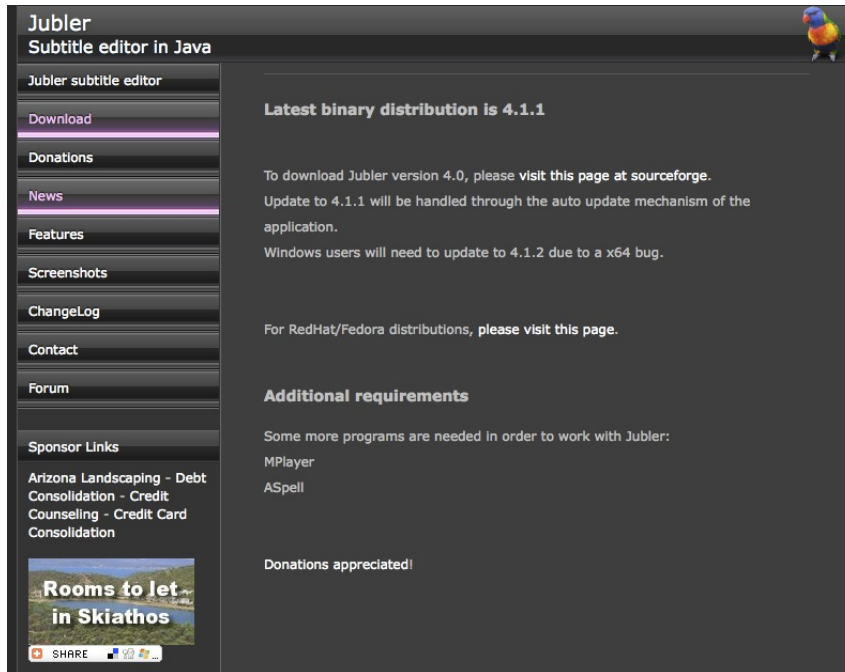 Jubler
Subtitle editor in Java
Jubler subtitle editor
Download
Donations
News
Features
Screenshots
ChangeLog
Contact
Forum
Sponsor Links
Arizona Landscaping - Debt
Consolidation - Credit
Counseling - Credit Card
Consolidation
Rooms to let
in Skiathos
SHARE
Latest binary distribution is 4.1.1
To download Jubler version 4.0, please visit this page at sourceforge.
Update to 4.1.1 will be handled through the auto update mechanism of the
application.
Windows users will need to update to 4.1.2 due to a x64 bug.
For RedHat/Fedora distributions, please visit this page.
Additional requirements
Some more programs are needed in order to work with Jubler:
MPlayer
ASpell
Donations appreciated!